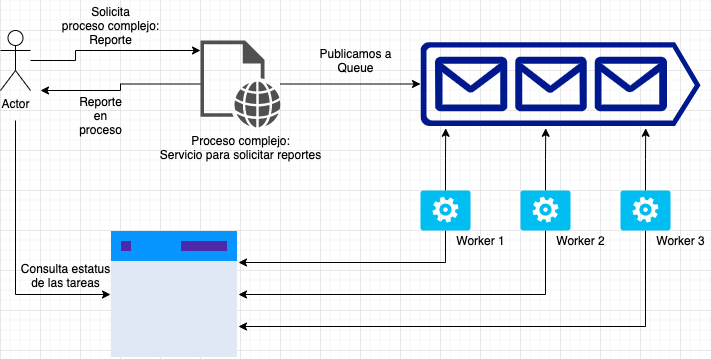 Solicita
proceso complejo:
Reporte
Publicamos a
Queue
Actor
Reporte
en
proceso
Proceso complejo:
Servicio para solicitar reportes
Worker 1
Worker 2
Worker 3
Consulta estatus
de las tareas